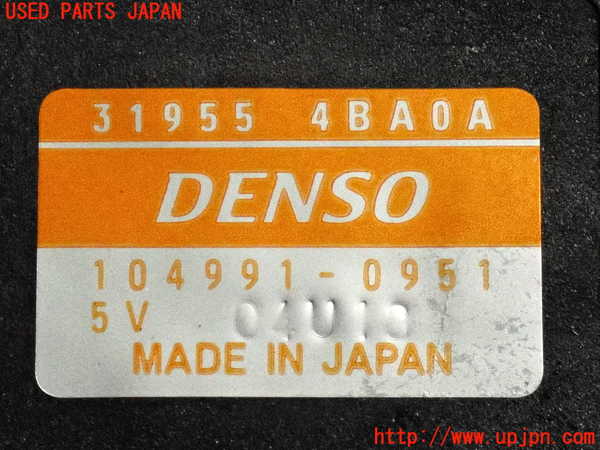 USED PARTS JAPAN
31955 4BA0A
DENSO
104991-0951
5V
MADE IN JAPAN
http://www.upjpn.com